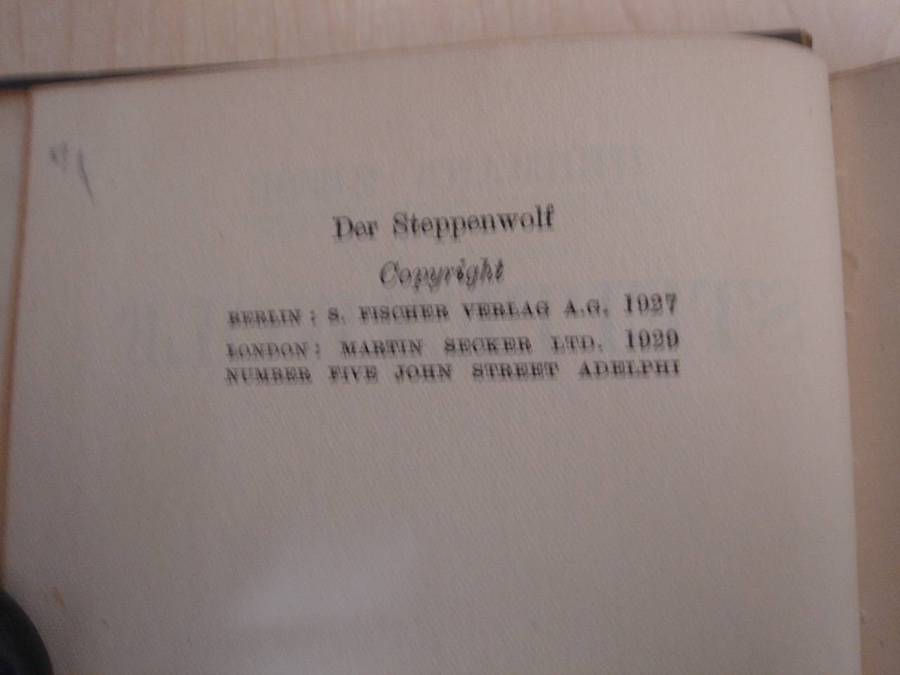 Der Steppenwolf
Copyright
BERLIN : S. FISCHER VERLAG A.G. 1927
LONDON : MARTIN SECKER LTD. 1929
NUMBER FIVE JOHN STREET ADELPHI